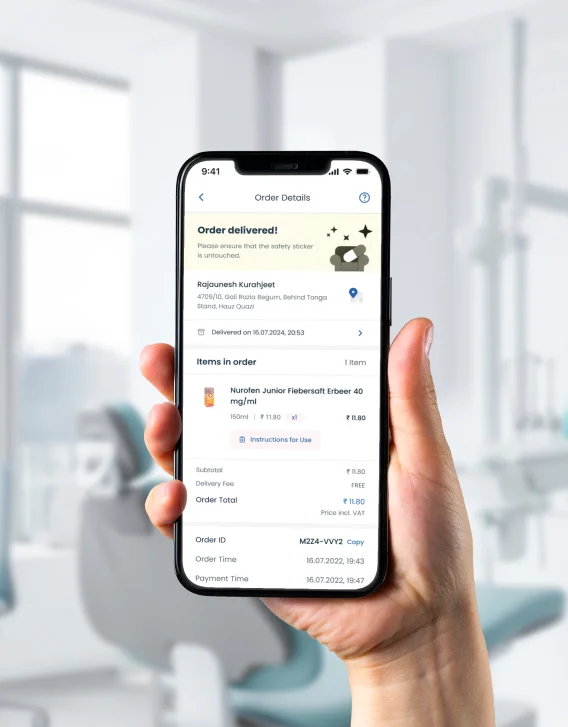 9:41
Order Details
Order delivered!
Please ensure that the safety sticker
is untouched.
Rajaunesh Kurahjeet
4709/10, Gali Razia Begum, Behind Tonga
Stand, Hauz Quazi
Delivered on 16.07.2024, 20:53
Items in order
1 Item
Nurofen Junior Fiebersaft Erbeer 40
mg/ml
150ml | ₹ 11.80 x1 ₹ 11.80
Instructions for Use
Subtotal ₹ 11.80
Delivery Fee FREE
Order Total ₹ 11.80
Price incl. VAT
Order ID M2Z4-VVY2 Copy
Order Time 16.07.2022, 19:43
Payment Time 16.07.2022, 19:47